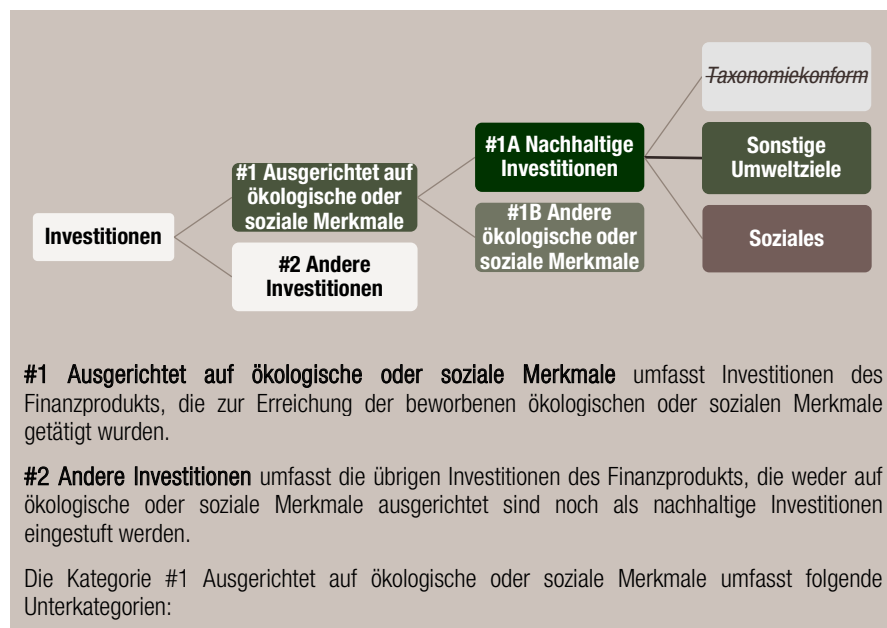 Taxonomiekonform
#1A Nachhaltige
Investitionen
Sonstige
Umweltziele
#1 Ausgerichtet auf
ökologische oder
soziale Merkmale
#1B Andere
ökologische oder
soziale Merkmale
Soziales
Investitionen
#2 Andere
Investitionen
#1 Ausgerichtet auf ökologische oder soziale Merkmale umfasst Investitionen des
Finanzprodukts, die zur Erreichung der beworbenen ökologischen oder sozialen Merkmale
getätigt wurden.
#2 Andere Investitionen umfasst die übrigen Investitionen des Finanzprodukts, die weder auf
ökologische oder soziale Merkmale ausgerichtet sind noch als nachhaltige Investitionen
eingestuft werden.
Die Kategorie #1 Ausgerichtet auf ökologische oder soziale Merkmale umfasst folgende
Unterkategorien: